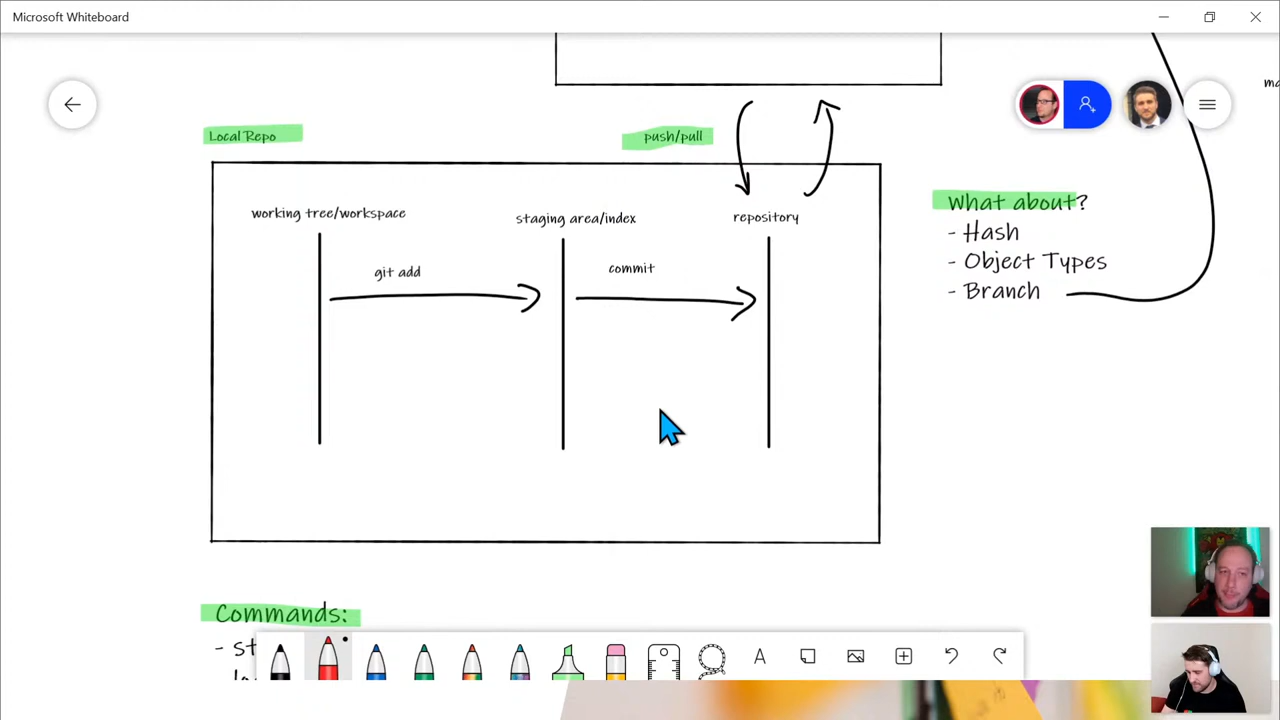 Microsoft Whiteboard
Local Repo
push/pull
working tree/workspace
staging area/index
repository
git add
commit
What about?
- Hash
- Object Types
- Branch
Commands: